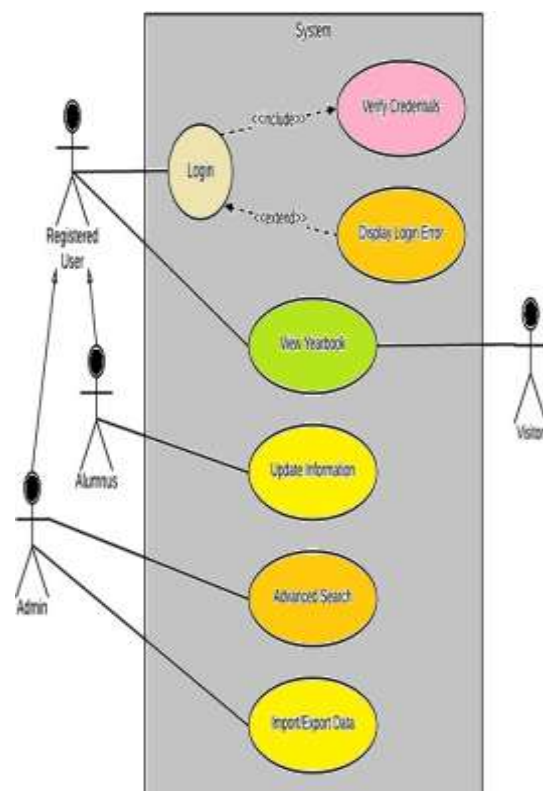 System
Verify Credentials
<<include>>
Login
<<extend>>
Display Login Error
Registered
User
View Yearbook
Visitor
Alumnus
Update Information
Admin
Advanced Search
Import/Export Data